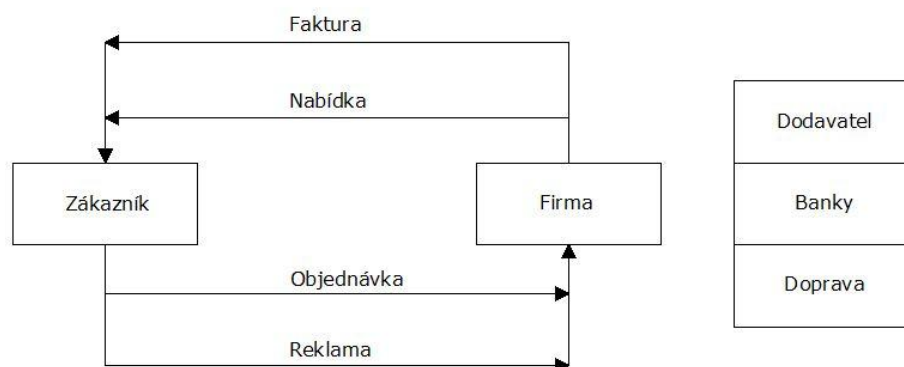 Faktura
Nabídka
Zákazník
Firma
Objednávka
Reklama
Dodavatel
Banky
Doprava